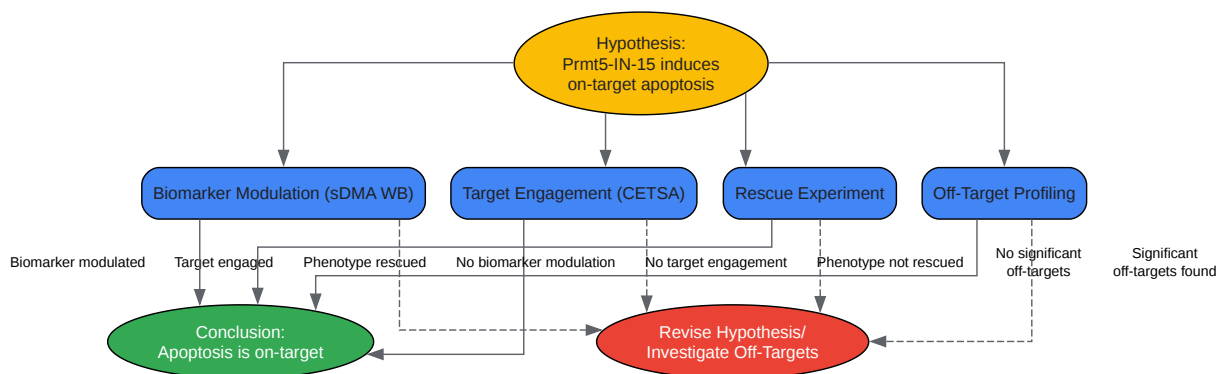 Hypothesis:
Prmt5-IN-15 induces
on-target apoptosis
Biomarker Modulation (sDMA WB)
Target Engagement (CETSA)
Rescue Experiment
Off-Target Profiling
Biomarker modulated
Target engaged
Phenotype rescued
No biomarker modulation
No target engagement
Phenotype not rescued
No significant
off-targets
Significant
off-targets found
Conclusion:
Apoptosis is on-target
Revise Hypothesis/
Investigate Off-Targets